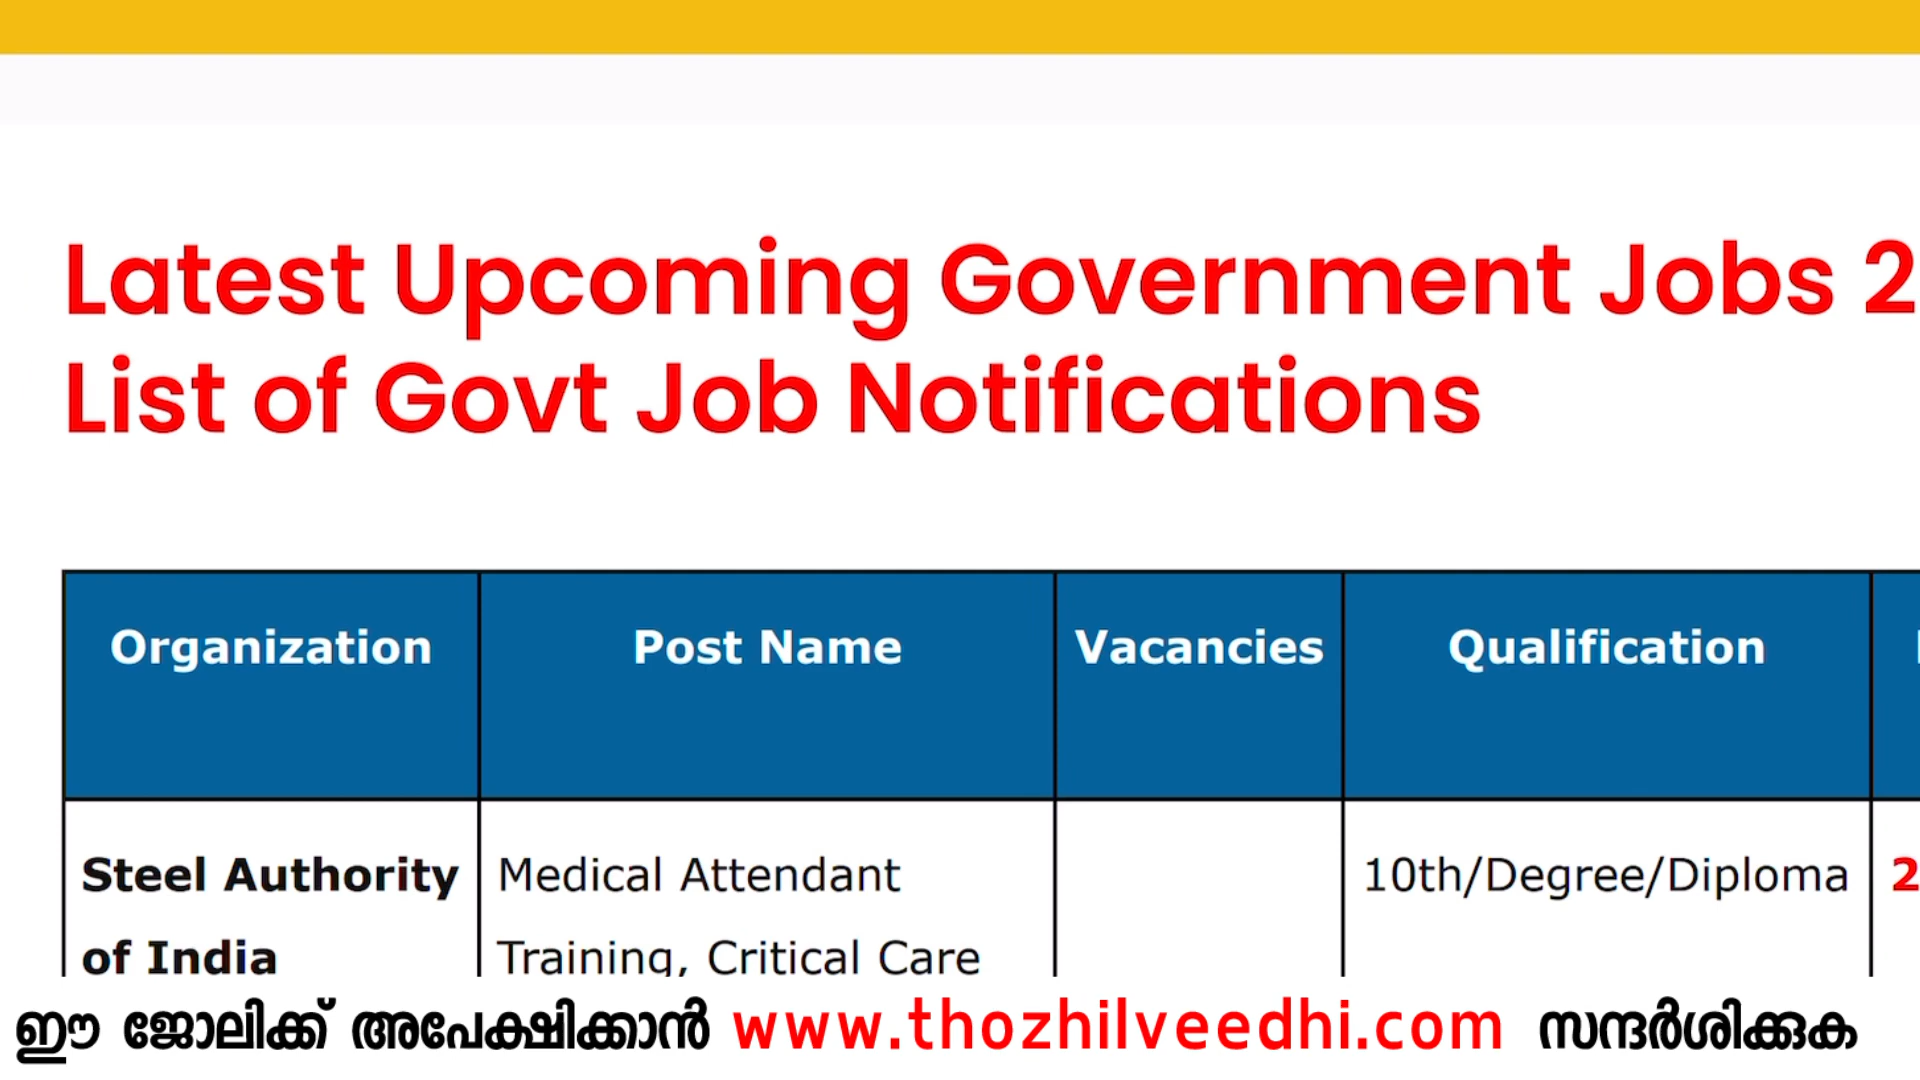 Latest Upcoming Government Jobs 2
List of Govt Job Notifications
Organization Post Name Vacancies Qualification
Steel Authority Medical Attendant 10th/Degree/Diploma 2
of India Training, Critical Care
ഈ ജോലിക്ക് അപേക്ഷിക്കാൻ www.thozhilveedhi.com സന്ദർശിക്കുക